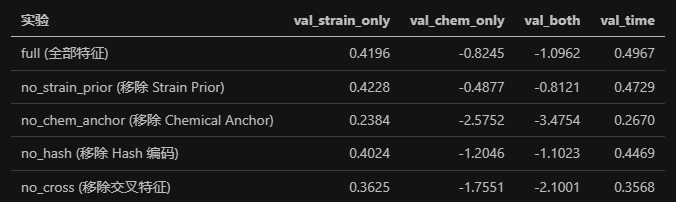 实验 val_strain_only val_chem_only val_both val_time
full (全部特征) 0.4196 -0.8245 -1.0962 0.4967
no_strain_prior (移除 Strain Prior) 0.4228 -0.4877 -0.8121 0.4729
no_chem_anchor (移除 Chemical Anchor) 0.2384 -2.5752 -3.4754 0.2670
no_hash (移除 Hash 编码) 0.4024 -1.2046 -1.1023 0.4469
no_cross (移除交叉特征) 0.3625 -1.7551 -2.1001 0.3568